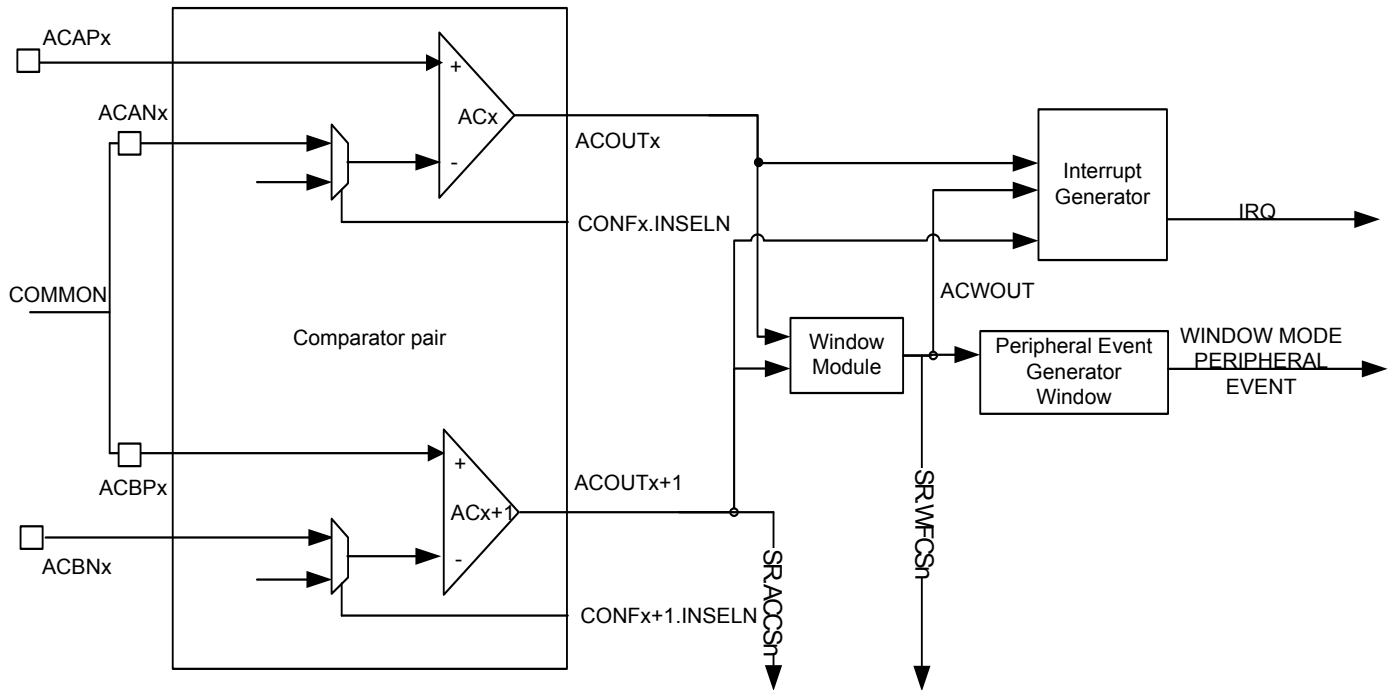 ACAPx
+
ACx
-
ACANx
ACOUTx
CONFx.INSELN
Interrupt
Generator
IRQ
COMMON
ACWOUT
Comparator pair
Window
Module
Peripheral Event
Generator
Window
WINDOW MODE
PERIPHERAL
EVENT
ACBPx
+
ACx+1
-
ACOUTx+1
ACBNx
CONFx+1.INSELN
SR.ACCSn
SR.WFCSn